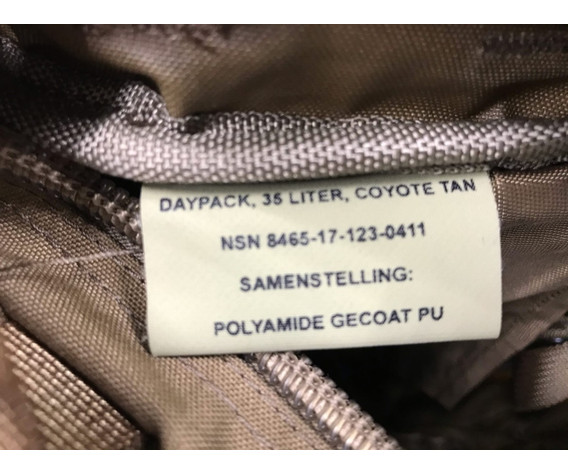 DAYPACK, 35 LITER, COYOTE TAN
NSN 8465-17-123-0411
SAMENSTELLING:
POLYAMIDE GECOAT PU